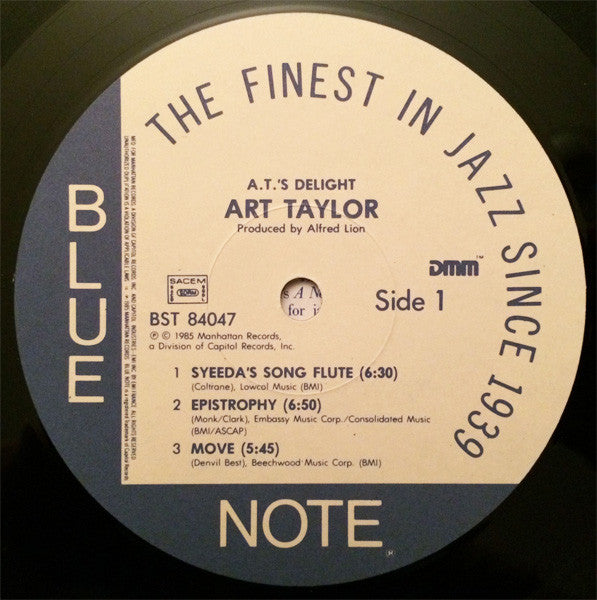 THE FINEST IN JAZZ SINCE 1939
BLUE
NOTE
A.T.'S DELIGHT
ART TAYLOR
Produced by Alfred Lion
DMM™
SACEM
Side 1
BST 84047
℗ © 1985 Manhattan Records,
a Division of Capitol Records, Inc.
1 SYEEDA'S SONG FLUTE (6:30)
(Coltrane), Lowcol Music (BMI)
2 EPISTROPHY (6:50)
(Monk/Clark), Embassy Music Corp./Consolidated Music
(BMI/ASCAP)
3 MOVE (5:45)
(Denvil Best), Beechwood Music Corp. (BMI)